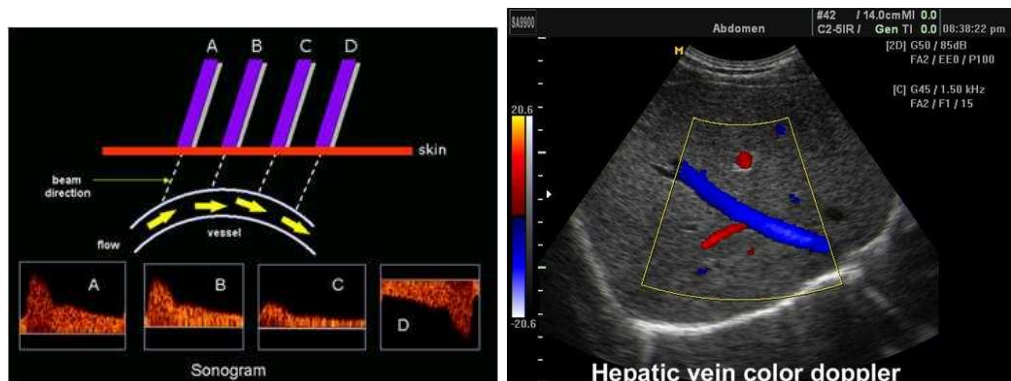 A B C D
skin
beam
direction
flow
vessel
A
B
C
D
Sonogram
SA9900
Abdomen
#42 / 14.0cm MI 0.0
C2-5IR / Gen TI 0.0 08:38:22 pm
M
[2D] G50 / 85dB
FA2 / EE0 / P100
[C] G45 / 1.50 kHz
FA2 / F1 / 15
20.6
-20.6
Hepatic vein color doppler